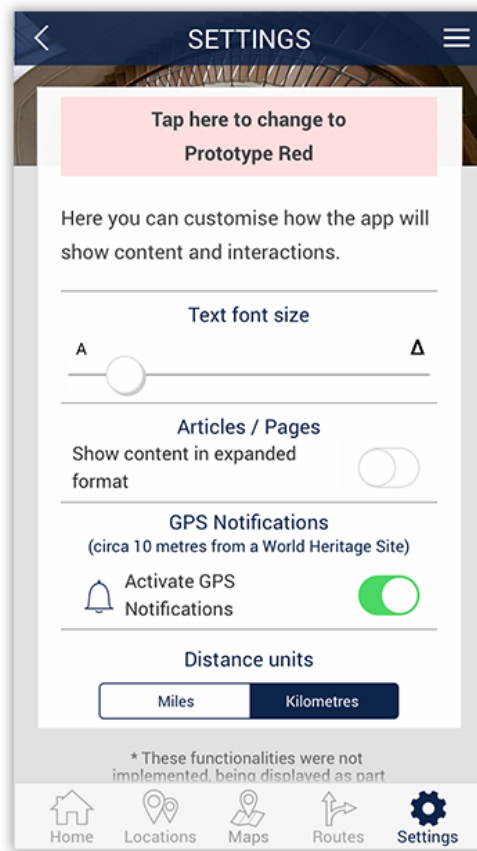 SETTINGS
Tap here to change to
Prototype Red
Here you can customise how the app will
show content and interactions.
Text font size
A A
Articles / Pages
Show content in expanded
format
GPS Notifications
(circa 10 metres from a World Heritage Site)
Activate GPS
Notifications
Distance units
Miles Kilometres
* These functionalities were not
implemented, being displayed as part
Home Locations Maps Routes Settings